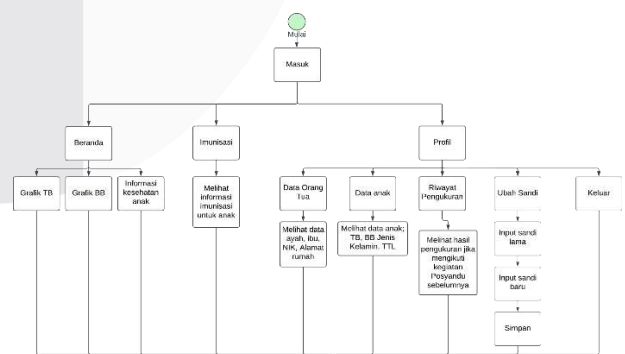 Mulai
Masuk
Beranda
Imunisasi
Profil
Grafik TB
Grafik BB
Informasi
kesehatan
anak
Melihat
informasi
imunisasi
untuk anak
Data Orang
Tua
Data anak
Riwayat
Pengukuran
Ubah Sandi
Keluar
Melihat data
ayah, ibu,
NIK, Alamat
rumah
Melihat data anak;
TB, BB Jenis
Kelamin, TTL
Melihat hasil
pengukuran jika
mengikuti
kegiatan
Posyandu
sebelumnya
Input sandi
lama
Input sandi
baru
Simpan